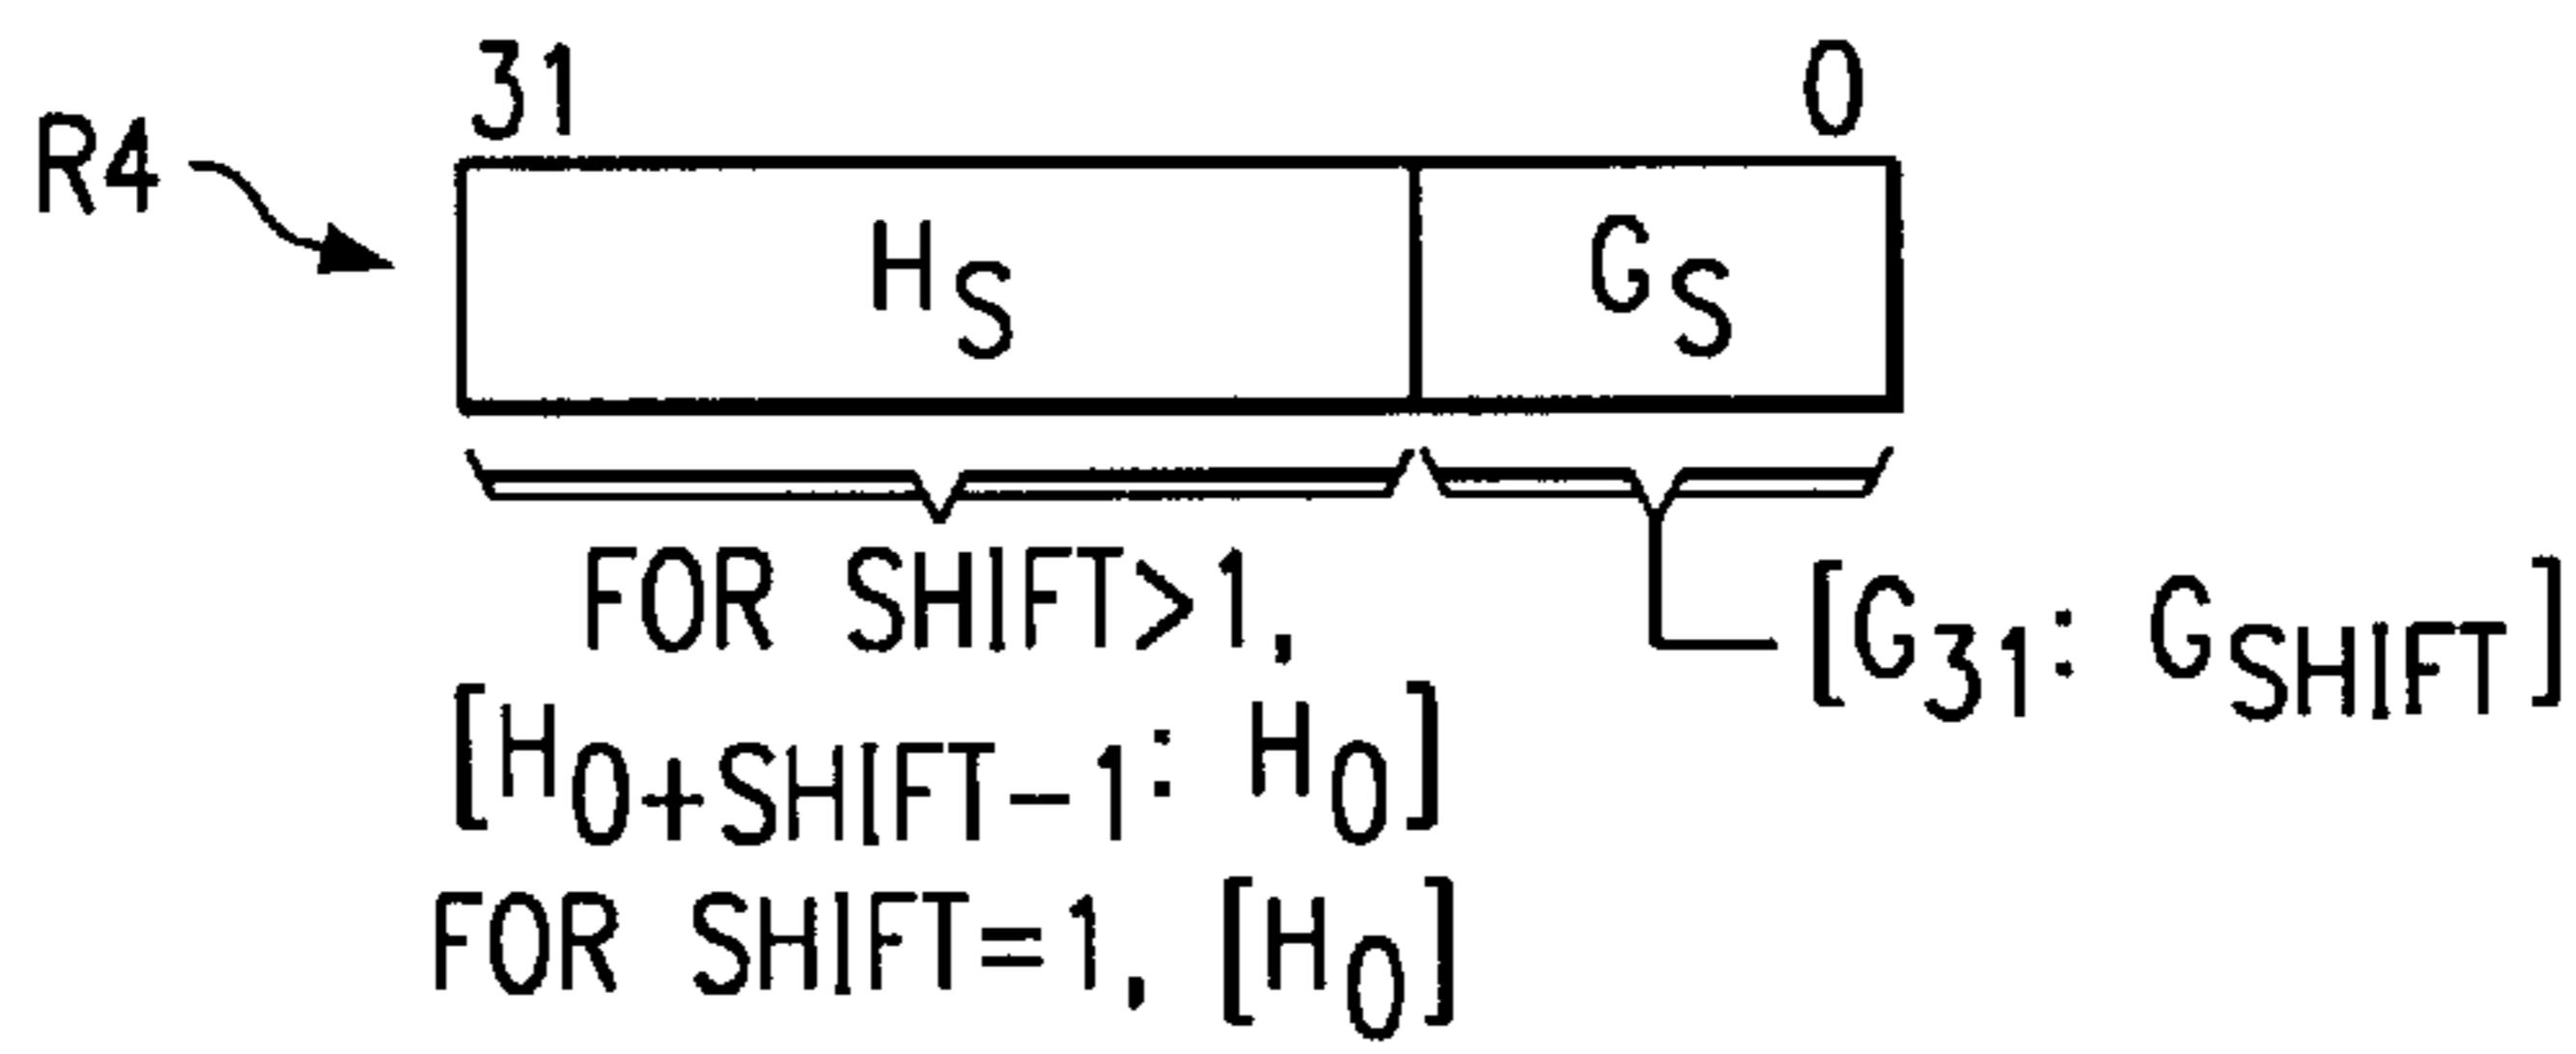 31 0
R4
H_S G_S
FOR SHIFT>1,
[G_31: G_SHIFT]
[H_0+SHIFT-1: H_0]
FOR SHIFT=1, [H_0]